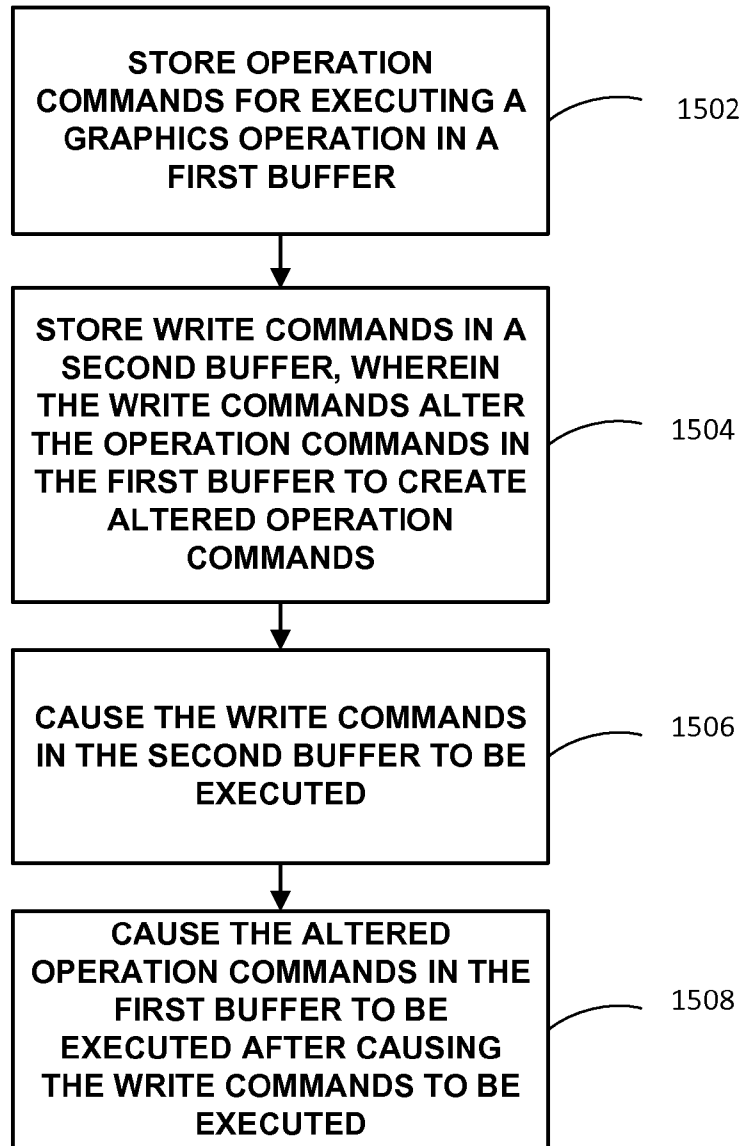 STORE OPERATION
COMMANDS FOR EXECUTING A
GRAPHICS OPERATION IN A
FIRST BUFFER
1502
STORE WRITE COMMANDS IN A
SECOND BUFFER, WHEREIN
THE WRITE COMMANDS ALTER
THE OPERATION COMMANDS IN
THE FIRST BUFFER TO CREATE
ALTERED OPERATION
COMMANDS
1504
CAUSE THE WRITE COMMANDS
IN THE SECOND BUFFER TO BE
EXECUTED
1506
CAUSE THE ALTERED
OPERATION COMMANDS IN THE
FIRST BUFFER TO BE
EXECUTED AFTER CAUSING
THE WRITE COMMANDS TO BE
EXECUTED
1508